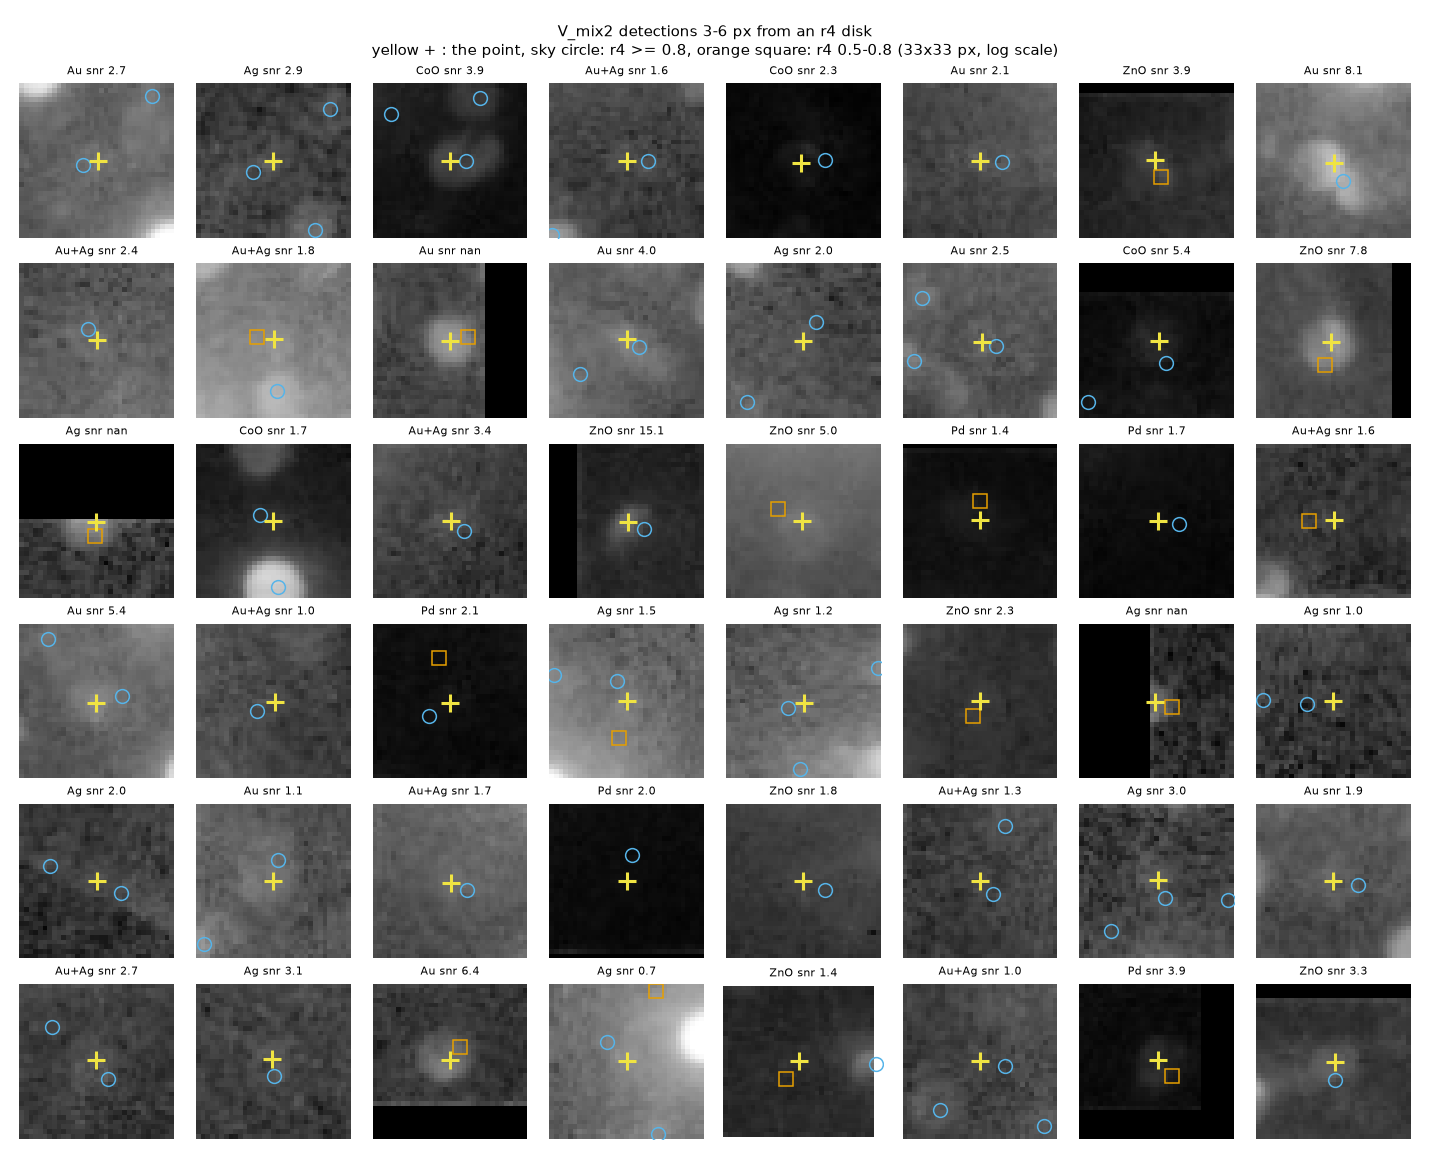 V_mix2 detections 3-6 px from an r4 disk
yellow + : the point, sky circle: r4 >= 0.8, orange square: r4 0.5-0.8 (33x33 px, log scale)
Au snr 2.7
Ag snr 2.9
CoO snr 3.9
Au+Ag snr 1.6
CoO snr 2.3
Au snr 2.1
ZnO snr 3.9
Au snr 8.1
Au+Ag snr 2.4
Au+Ag snr 1.8
Au snr nan
Au snr 4.0
Ag snr 2.0
Au snr 2.5
CoO snr 5.4
ZnO snr 7.8
Ag snr nan
CoO snr 1.7
Au+Ag snr 3.4
ZnO snr 15.1
ZnO snr 5.0
Pd snr 1.4
Pd snr 1.7
Au+Ag snr 1.6
Au snr 5.4
Au+Ag snr 1.0
Pd snr 2.1
Ag snr 1.5
Ag snr 1.2
ZnO snr 2.3
Ag snr nan
Ag snr 1.0
Ag snr 2.0
Au snr 1.1
Au+Ag snr 1.7
Pd snr 2.0
ZnO snr 1.8
Au+Ag snr 1.3
Ag snr 3.0
Au snr 1.9
Au+Ag snr 2.7
Ag snr 3.1
Au snr 6.4
Ag snr 0.7
ZnO snr 1.4
Au+Ag snr 1.0
Pd snr 3.9
ZnO snr 3.3